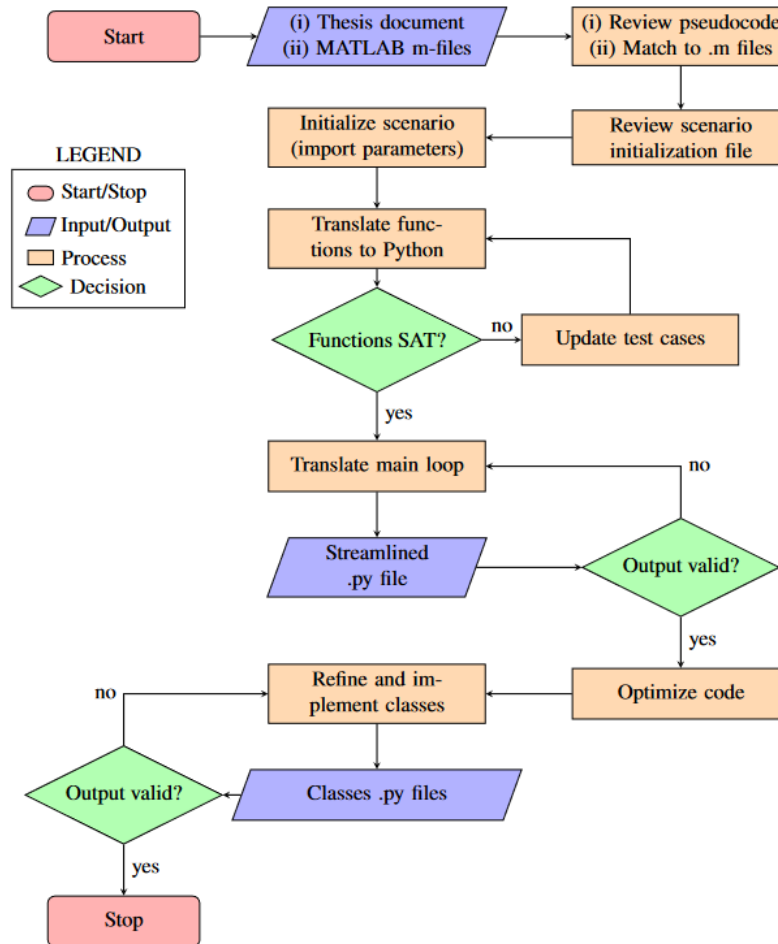 Start
(i) Thesis document
(ii) MATLAB m-files
(i) Review pseudocode
(ii) Match to .m files
Initialize scenario
(import parameters)
Review scenario
initialization file
LEGEND
Start/Stop
Input/Output
Process
Decision
Translate func-
tions to Python
Functions SAT?
no
Update test cases
yes
Translate main loop
no
Streamlined
.py file
Output valid?
yes
Refine and im-
plement classes
Optimize code
no
Output valid?
Classes .py files
yes
Stop